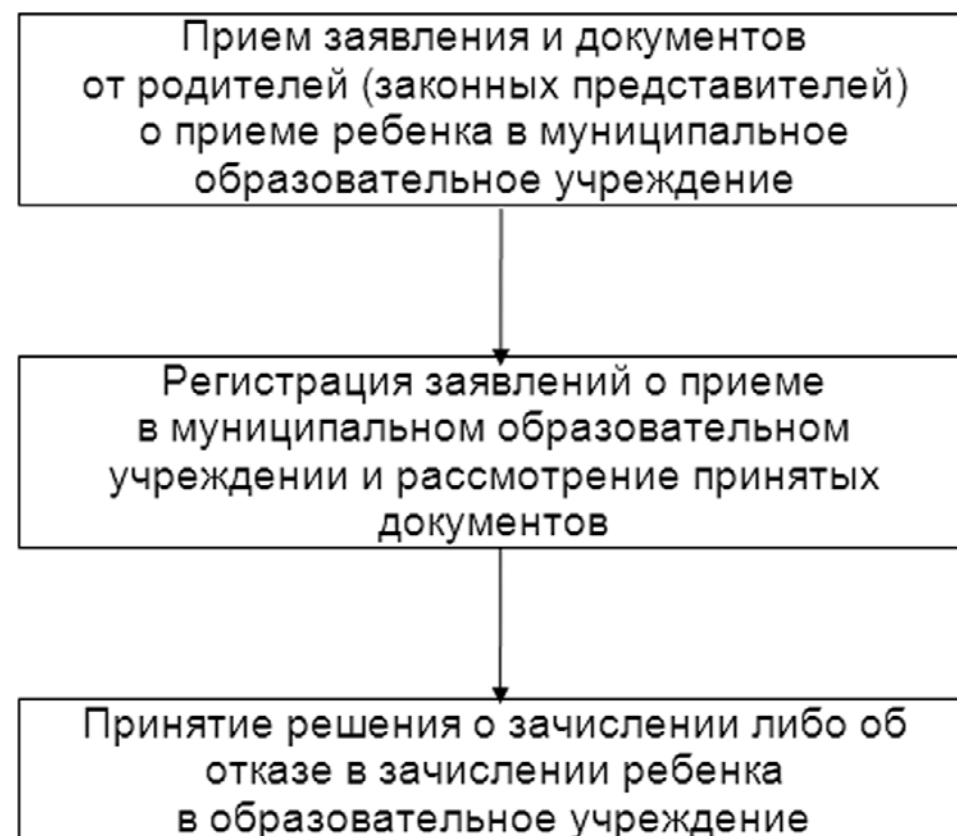 Прием заявления и документов
от родителей (законных представителей)
о приеме ребенка в муниципальное
образовательное учреждение
Регистрация заявлений о приеме
в муниципальном образовательном
учреждении и рассмотрение принятых
документов
Принятие решения о зачислении либо об
отказе в зачислении ребенка
в образовательное учреждение